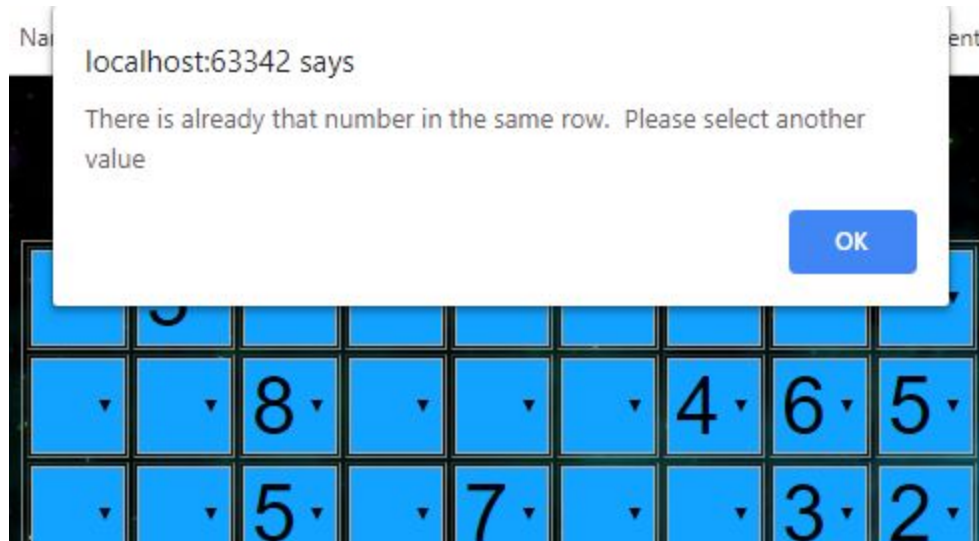 localhost:63342 says
There is already that number in the same row.  Please select another
value
OK
8 4 6 5
5 7 3 2